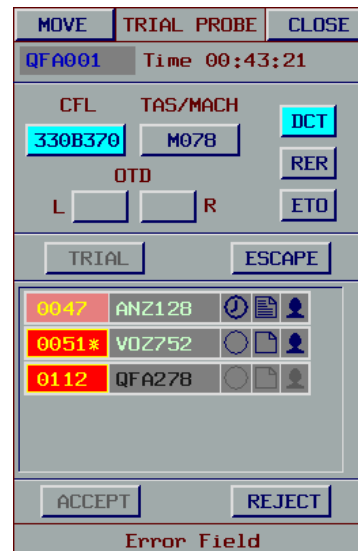 MOVE TRIAL PROBE CLOSE
QFA001 Time 00:43:21
CFL TAS/MACH
DCT
330B370 M078
RER
OTD
L R ETO
TRIAL ESCAPE
0047 ANZ128
0051* VOZ752
0112 QFA278
ACCEPT REJECT
Error Field